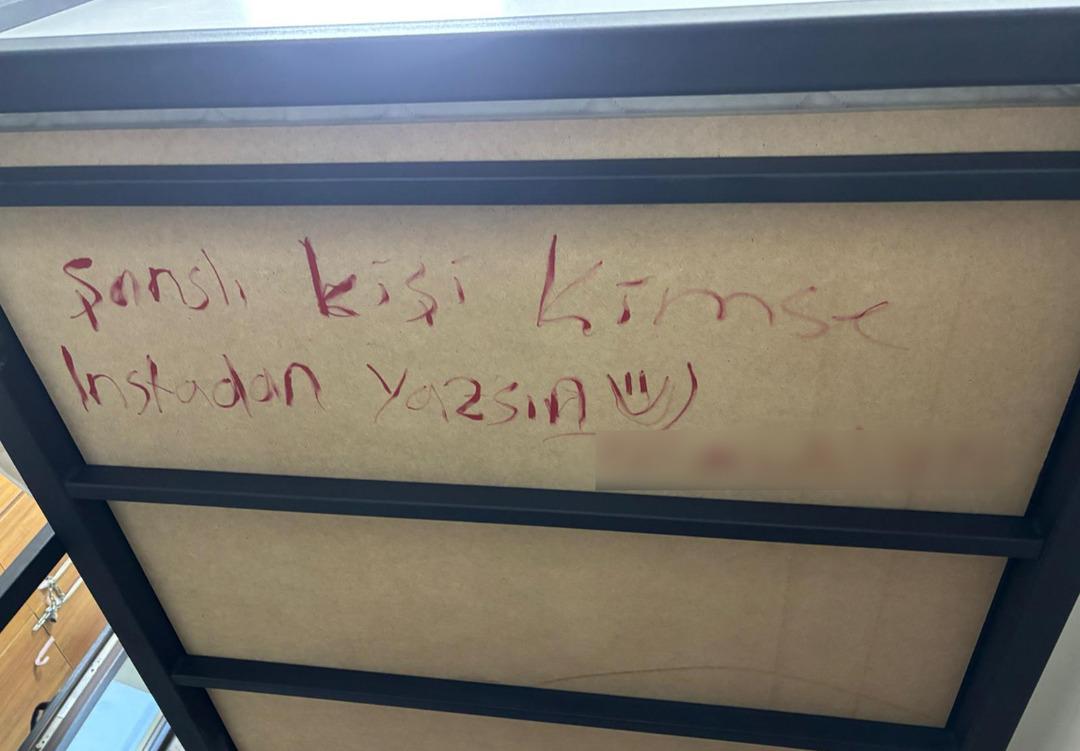 Şanslı kişi kimse
Instadan yazsın